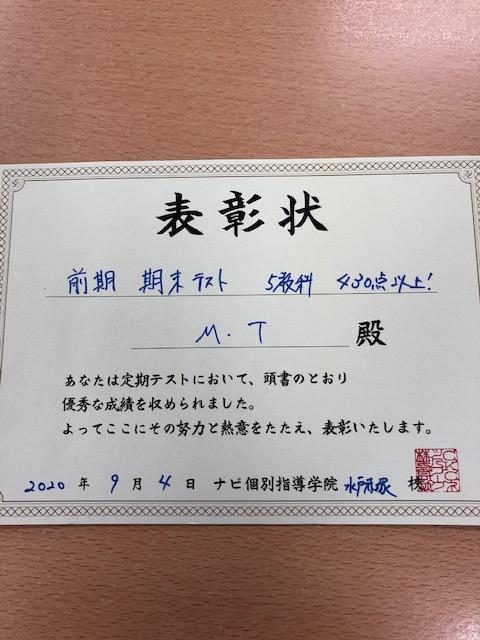 表彰状
前期 期末テスト 5教科 430点以上!
M.T 殿
あなたは定期テストにおいて、頭書のとおり
優秀な成績を収められました。
よってここにその努力と熱意をたたえ、表彰いたします。
2020 年 9 月 4 日 ナビ個別指導学院 水戸赤塚 校